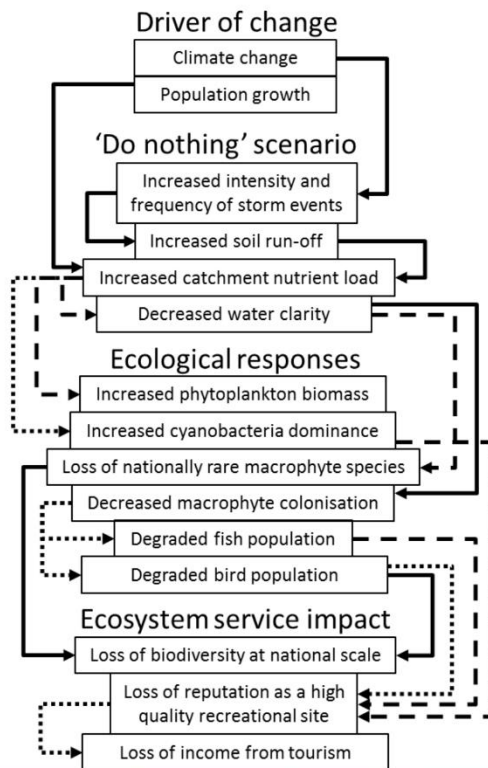 Driver of change
Climate change
Population growth
‘Do nothing’ scenario
Increased intensity and
frequency of storm events
Increased soil run-off
Increased catchment nutrient load
Decreased water clarity
Ecological responses
Increased phytoplankton biomass
Increased cyanobacteria dominance
Loss of nationally rare macrophyte species
Decreased macrophyte colonisation
Degraded fish population
Degraded bird population
Ecosystem service impact
Loss of biodiversity at national scale
Loss of reputation as a high
quality recreational site
Loss of income from tourism